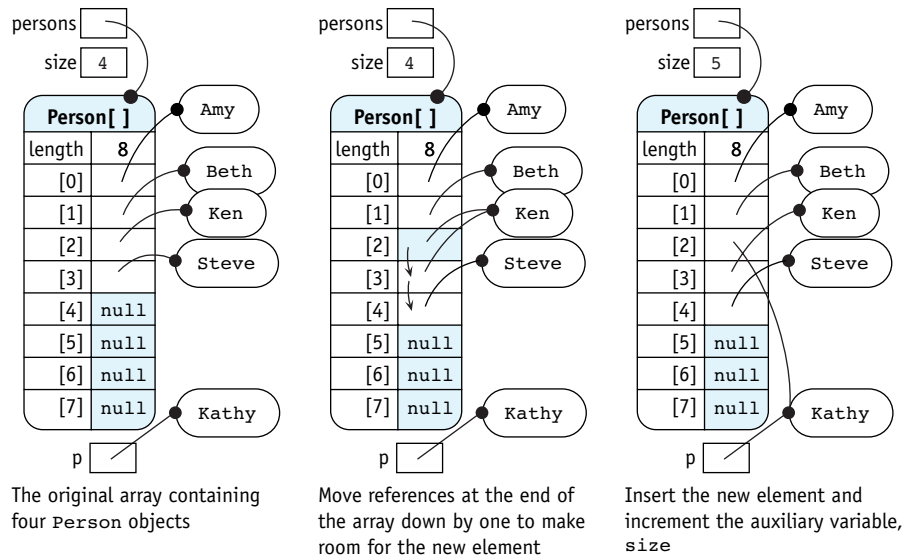 persons
size 4
Person[ ]
Amy
length 8
[0]
Beth
[1]
Ken
[2]
Steve
[3]
[4] null
[5] null
[6] null
[7] null
Kathy
p
The original array containing
four Person objects
persons
size 4
Person[ ]
Amy
length 8
[0]
Beth
[1]
Ken
[2]
Steve
[3]
[4]
[5] null
[6] null
[7] null
Kathy
p
Move references at the end of
the array down by one to make
room for the new element
persons
size 5
Person[ ]
Amy
length 8
[0]
Beth
[1]
Ken
[2]
Steve
[3]
[4]
[5] null
[6] null
[7] null
Kathy
p
Insert the new element and
increment the auxiliary variable,
size